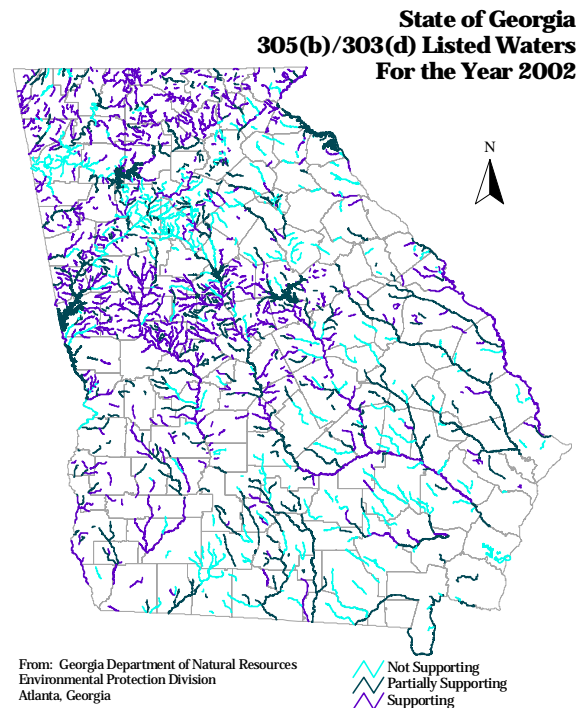 State of Georgia
305(b)/303(d) Listed Waters
For the Year 2002
N
From: Georgia Department of Natural Resources
Environmental Protection Division
Atlanta, Georgia
Not Supporting
Partially Supporting
Supporting